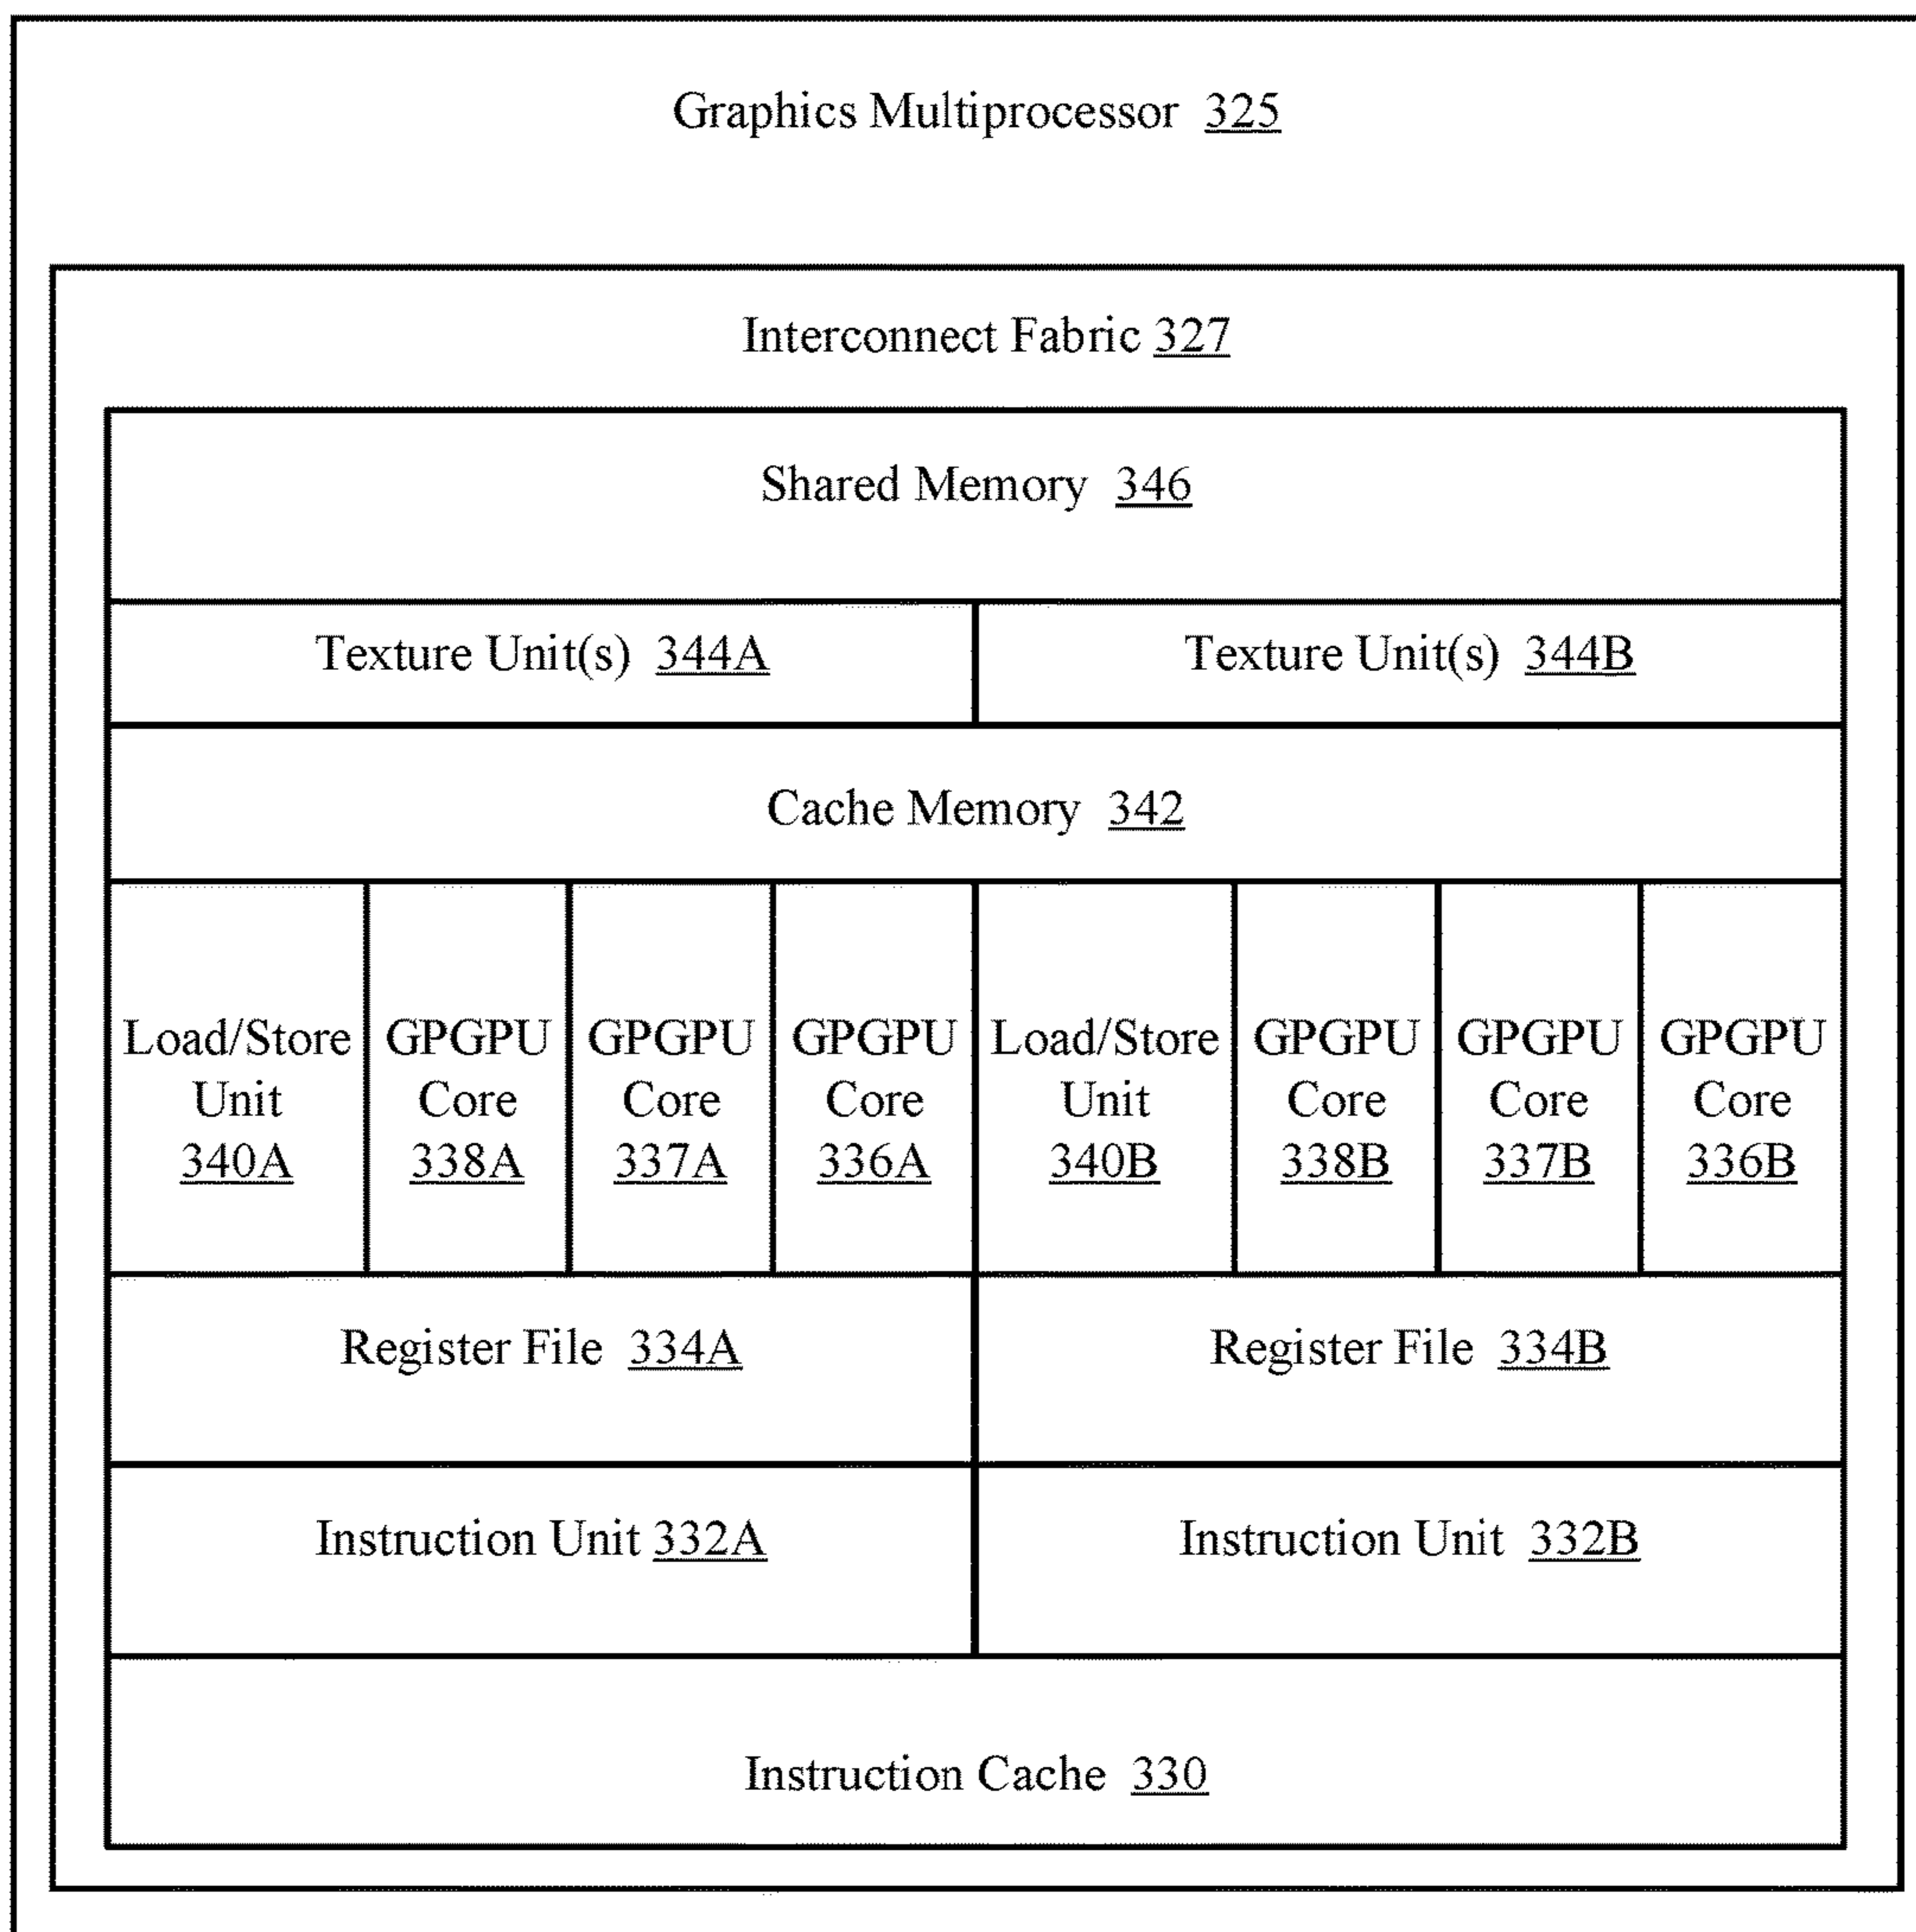 Graphics Multiprocessor 325
Interconnect Fabric 327
Shared Memory 346
Texture Unit(s) 344A
Texture Unit(s) 344B
Cache Memory 342
Load/Store
Unit
340A
GPGPU
Core
338A
GPGPU
Core
337A
GPGPU
Core
336A
Load/Store
Unit
340B
GPGPU
Core
338B
GPGPU
Core
337B
GPGPU
Core
336B
Register File 334A
Register File 334B
Instruction Unit 332A
Instruction Unit 332B
Instruction Cache 330